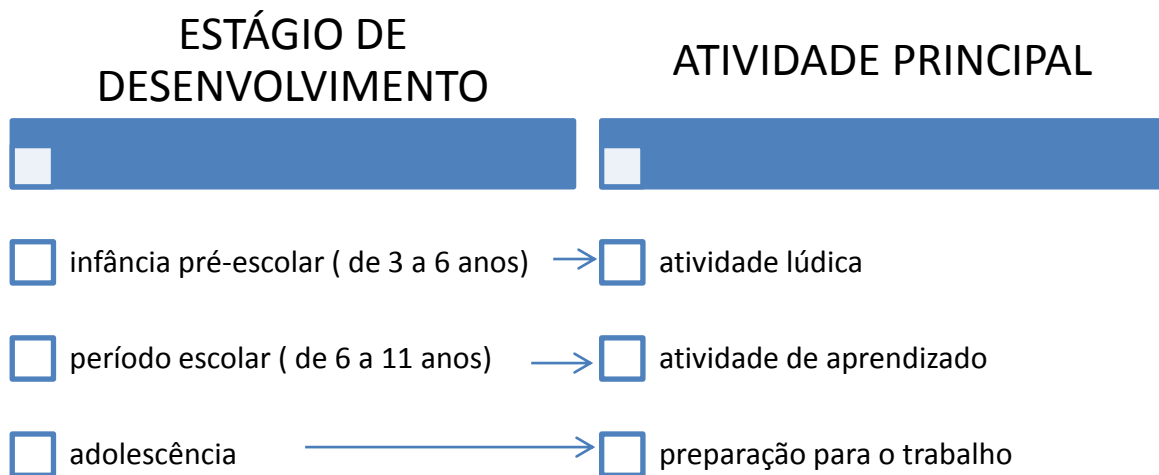 ESTÁGIO DE
DESENVOLVIMENTO
ATIVIDADE PRINCIPAL
infância pré-escolar ( de 3 a 6 anos)
atividade lúdica
período escolar ( de 6 a 11 anos)
atividade de aprendizado
adolescência
preparação para o trabalho